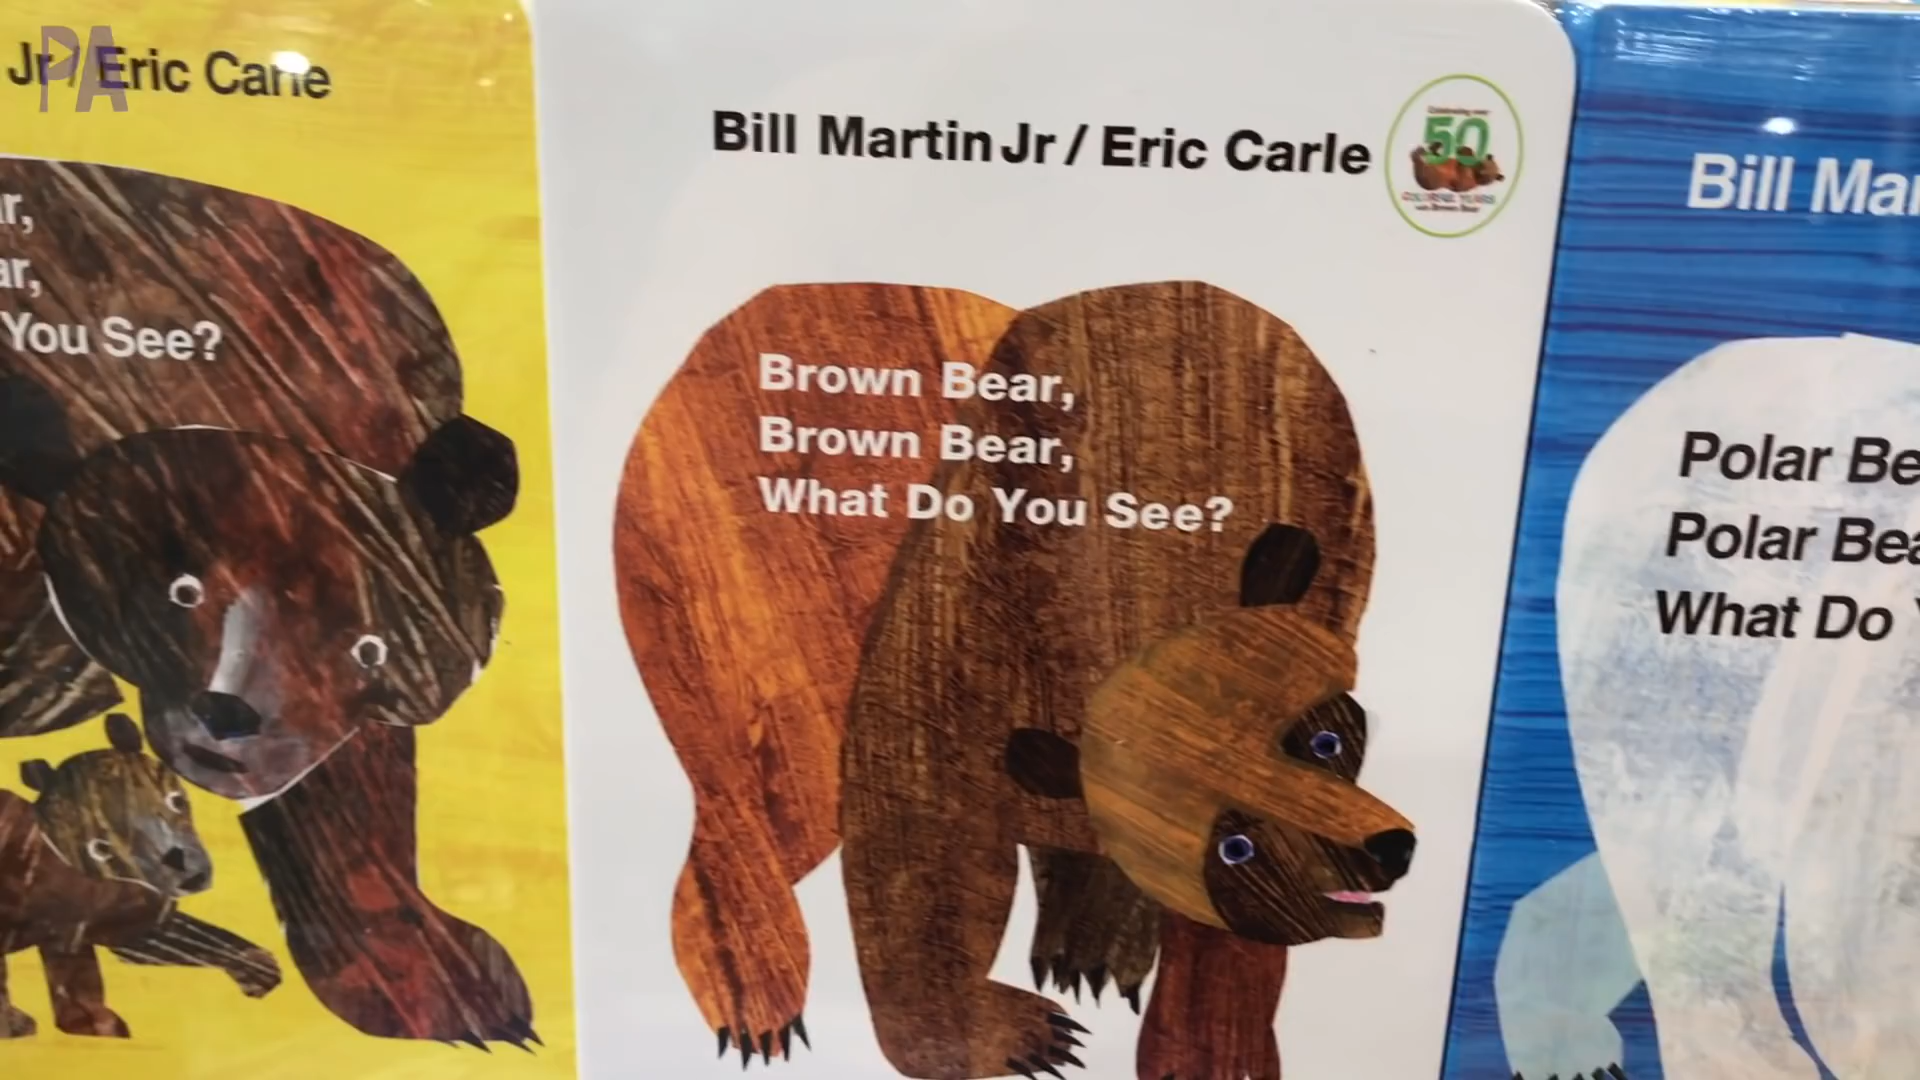 PA
Jr / Eric Carle
ar,
ar,
You See?
Bill Martin Jr / Eric Carle
50
Brown Bear,
Brown Bear,
What Do You See?
Bill Mar
Polar Be
Polar Bea
What Do Y